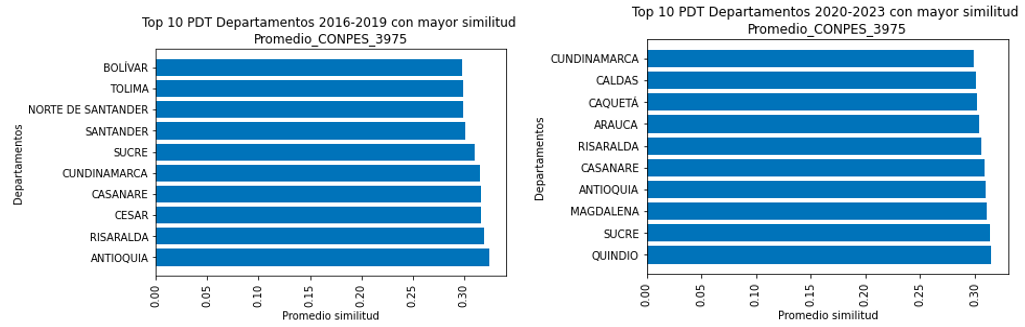 Top 10 PDT Departamentos 2016-2019 con mayor similitud
Promedio_CONPES_3975
Departamentos
BOLÍVAR
TOLIMA
NORTE DE SANTANDER
SANTANDER
SUCRE
CUNDINAMARCA
CASANARE
CESAR
RISARALDA
ANTIOQUIA
0.00
0.05
0.10
0.15
0.20
0.25
0.30
Promedio similitud
Top 10 PDT Departamentos 2020-2023 con mayor similitud
Promedio_CONPES_3975
Departamentos
CUNDINAMARCA
CALDAS
CAQUETÁ
ARAUCA
RISARALDA
CASANARE
ANTIOQUIA
MAGDALENA
SUCRE
QUINDIO
0.00
0.05
0.10
0.15
0.20
0.25
0.30
Promedio similitud